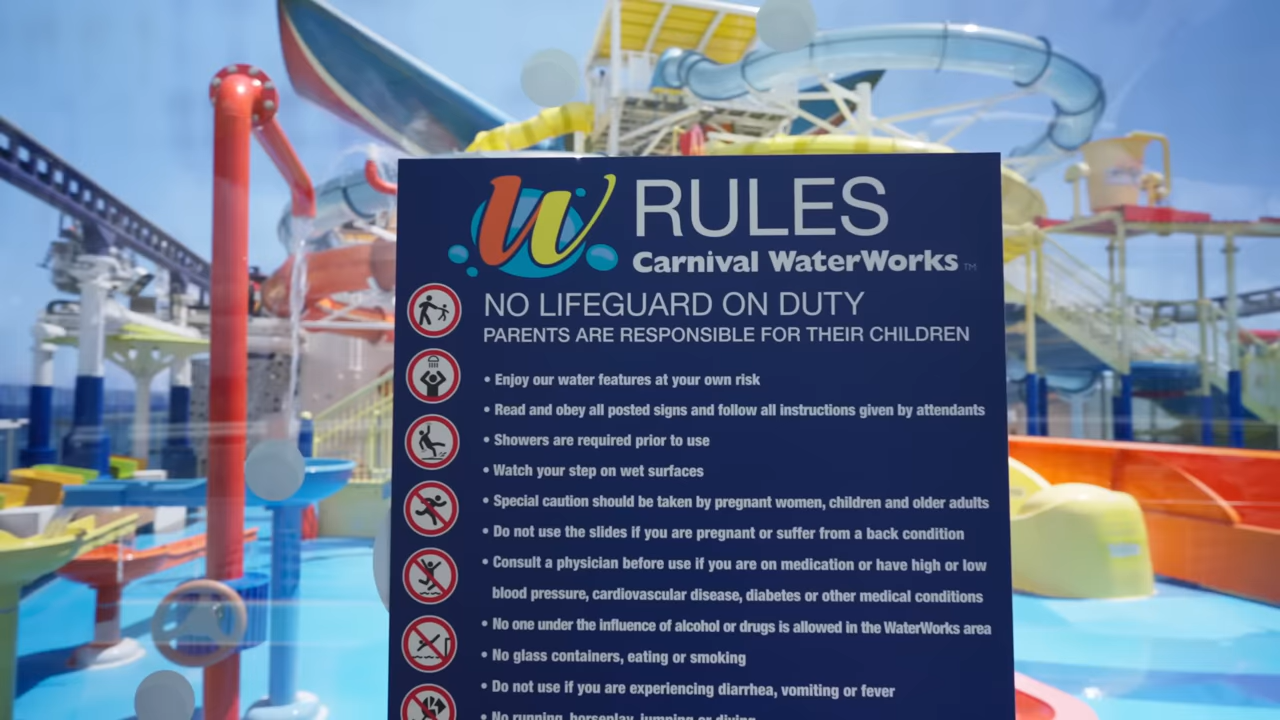 W RULES
Carnival WaterWorks™
NO LIFEGUARD ON DUTY
PARENTS ARE RESPONSIBLE FOR THEIR CHILDREN
• Enjoy our water features at your own risk
• Read and obey all posted signs and follow all instructions given by attendants
• Showers are required prior to use
• Watch your step on wet surfaces
• Special caution should be taken by pregnant women, children and older adults
• Do not use the slides if you are pregnant or suffer from a back condition
• Consult a physician before use if you are on medication or have high or low
blood pressure, cardiovascular disease, diabetes or other medical conditions
• No one under the influence of alcohol or drugs is allowed in the WaterWorks area
• No glass containers, eating or smoking
• Do not use if you are experiencing diarrhea, vomiting or fever
• No running, horseplay, jumping or diving